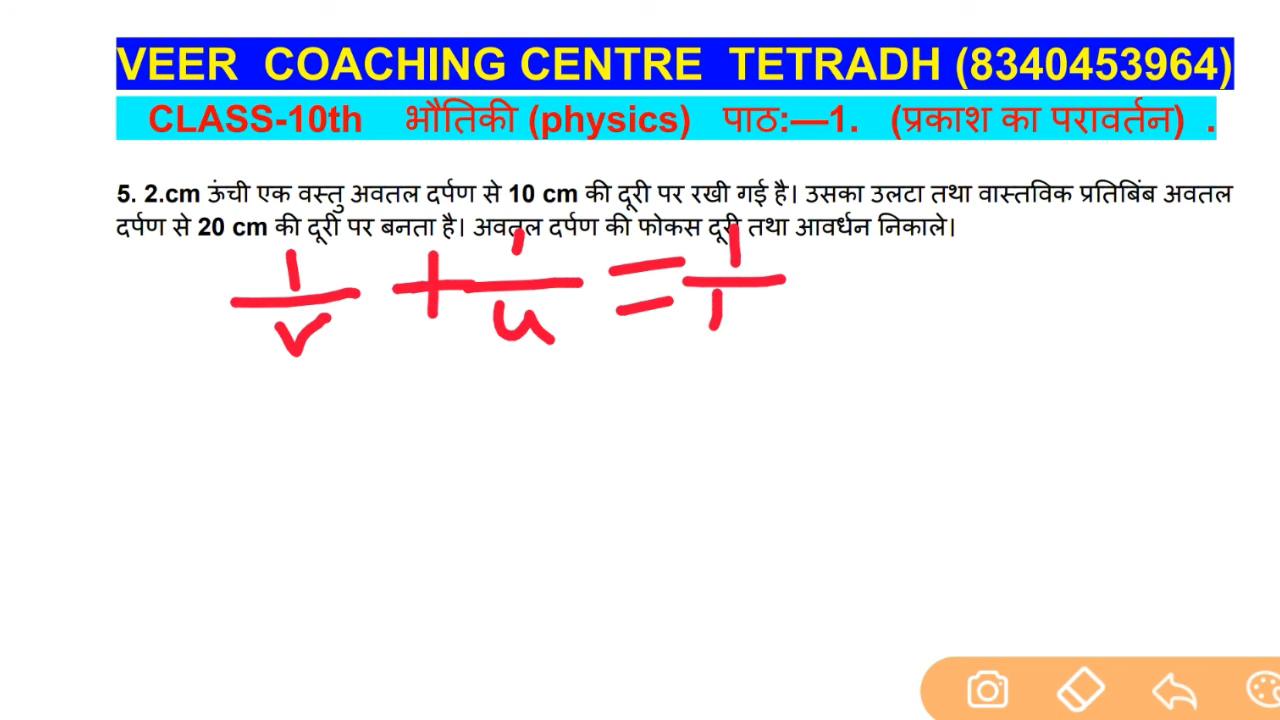 VEER COACHING CENTRE TETRADH (8340453964)
CLASS-10th भौतिकी (physics) पाठ:—1. (प्रकाश का परावर्तन) .
5. 2.cm ऊंची एक वस्तु अवतल दर्पण से 10 cm की दूरी पर रखी गई है। उसका उलटा तथा वास्तविक प्रतिबिंब अवतल
दर्पण से 20 cm की दूरी पर बनता है। अवतल दर्पण की फोकस दूरी तथा आवर्धन निकाले।
1/v + 1/u = 1/1